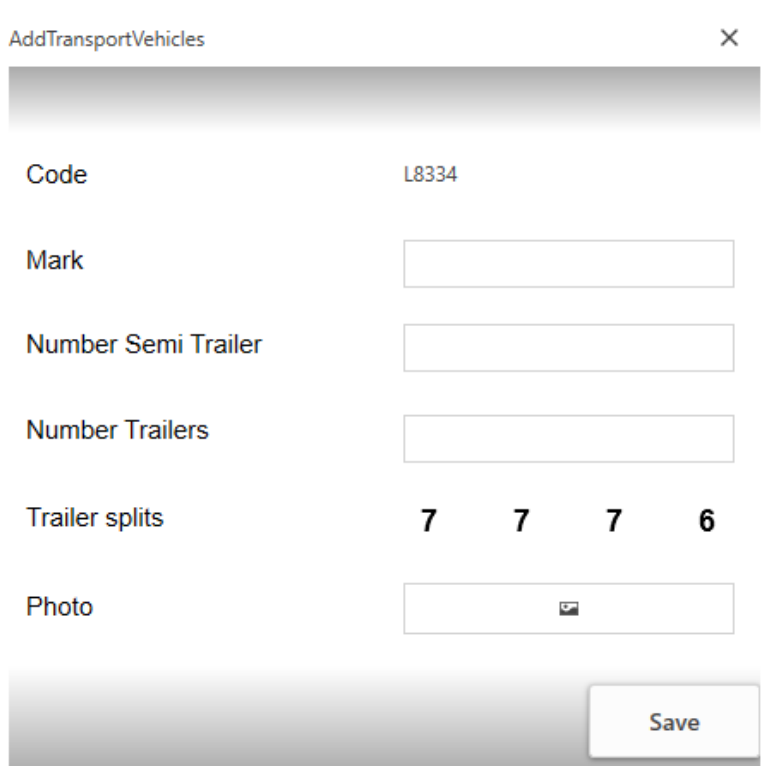 AddTransportVehicles
Code L8334
Mark
Number Semi Trailer
Number Trailers
Trailer splits 7 7 7 6
Photo
Save